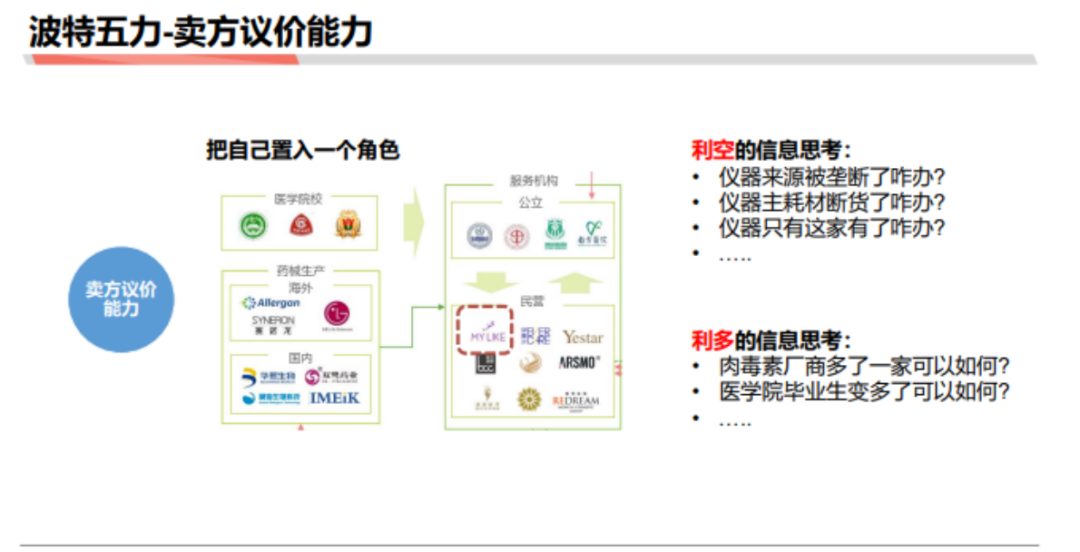 波特五力-卖方议价能力
把自己置入一个角色
卖方议价
能力
医学院校
药械生产
海外
Allergan
SYNERON
赛诺龙
国内
华熙生物
双鹭药业
IMEiK
服务机构
公立
民营
MYLIKE
Yestar
ARSMO
REDREAM
利空的信息思考：
• 仪器来源被垄断了咋办？
• 仪器主耗材断货了咋办？
• 仪器只有这家有了咋办？
• …..
利多的信息思考：
• 肉毒素厂商多了一家可以如何？
• 医学院毕业生变多了可以如何？
• …..